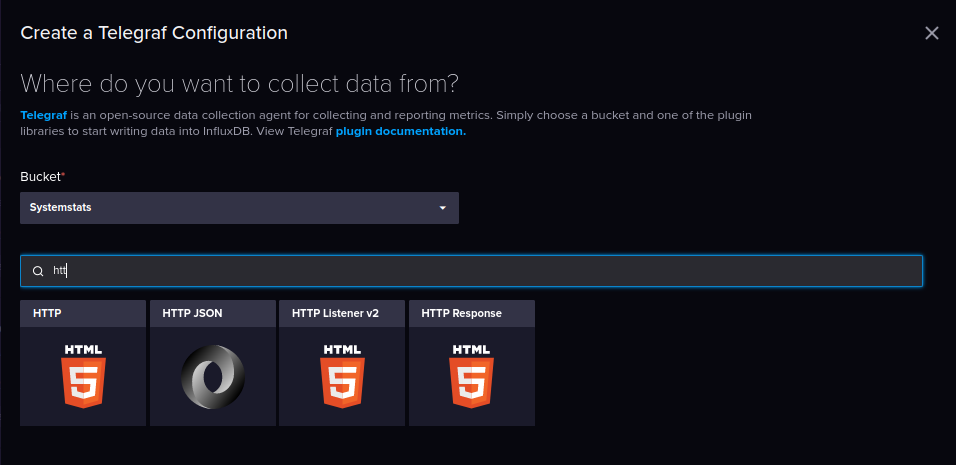 Create a Telegraf Configuration
Where do you want to collect data from?
Telegraf is an open-source data collection agent for collecting and reporting metrics. Simply choose a bucket and one of the plugin
libraries to start writing data into InfluxDB. View Telegraf plugin documentation.
Bucket*
Systemstats
htt
HTTP
HTTP JSON
HTTP Listener v2
HTTP Response
HTML
5
HTML
5
HTML
5